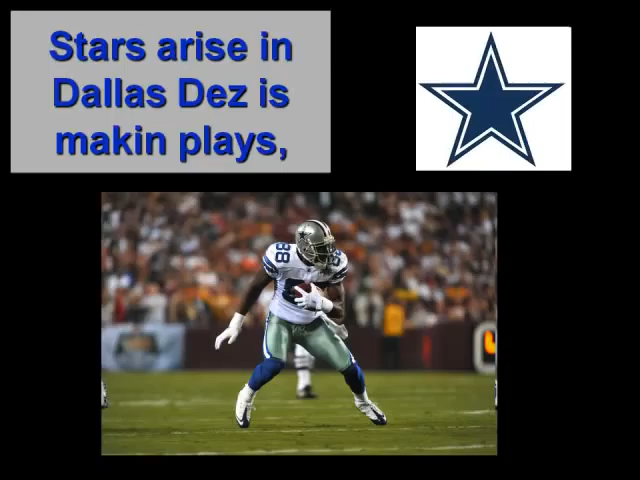 Stars arise in
Dallas Dez is
makin plays,
88